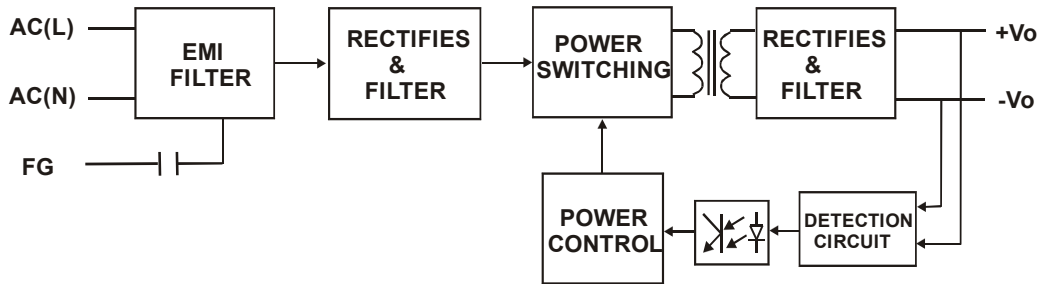 AC(L)
AC(N)
FG
EMI
FILTER
RECTIFIES
&
FILTER
POWER
SWITCHING
RECTIFIES
&
FILTER
+Vo
-Vo
POWER
CONTROL
DETECTION
CIRCUIT